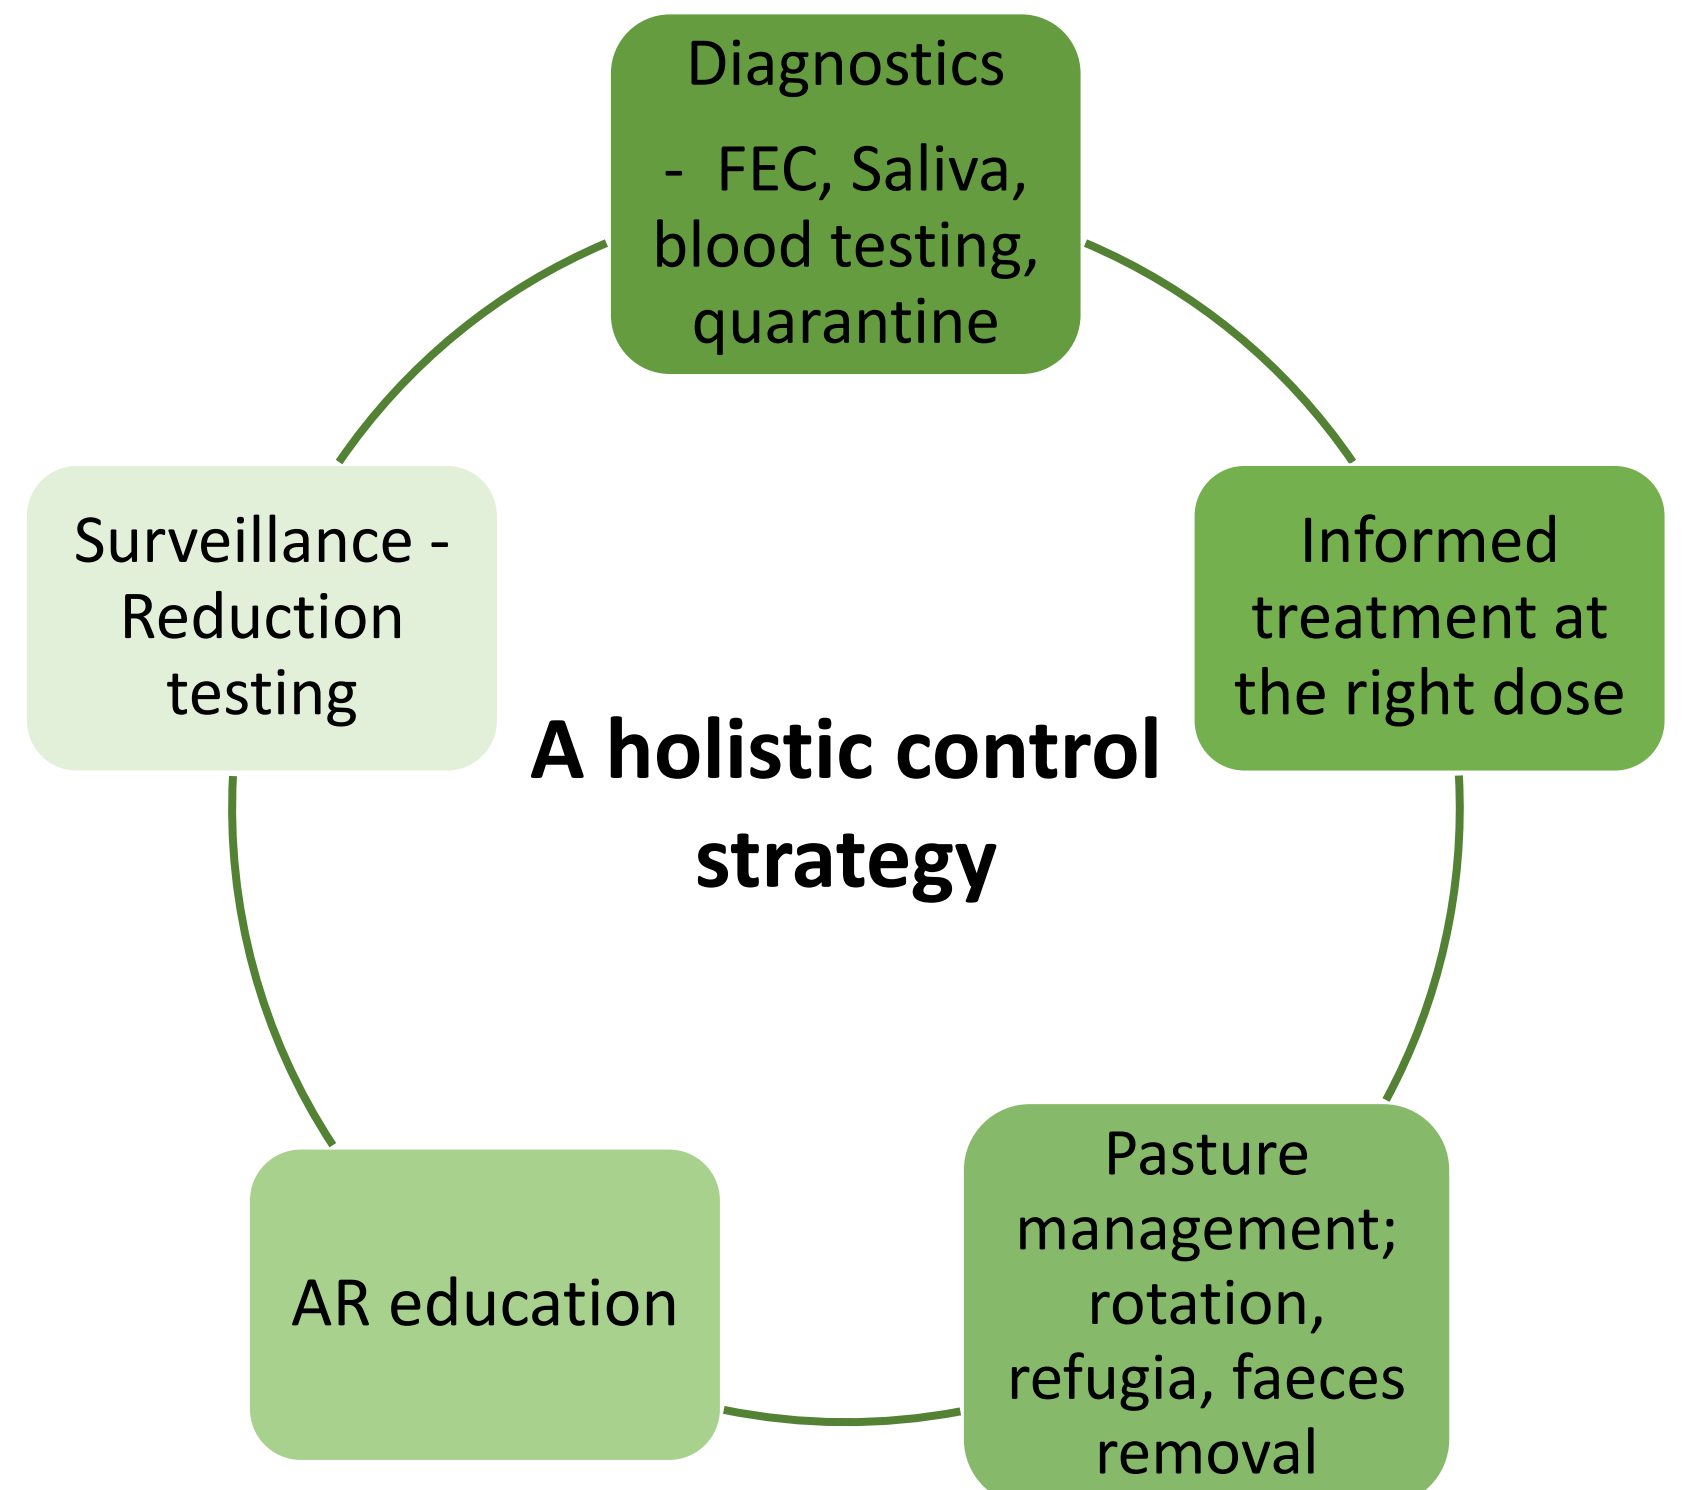 Diagnostics
- FEC, Saliva,
blood testing,
quarantine
Informed
treatment at
the right dose
Pasture
management;
rotation,
refugia, faeces
removal
AR education
Surveillance -
Reduction
testing
A holistic control
strategy